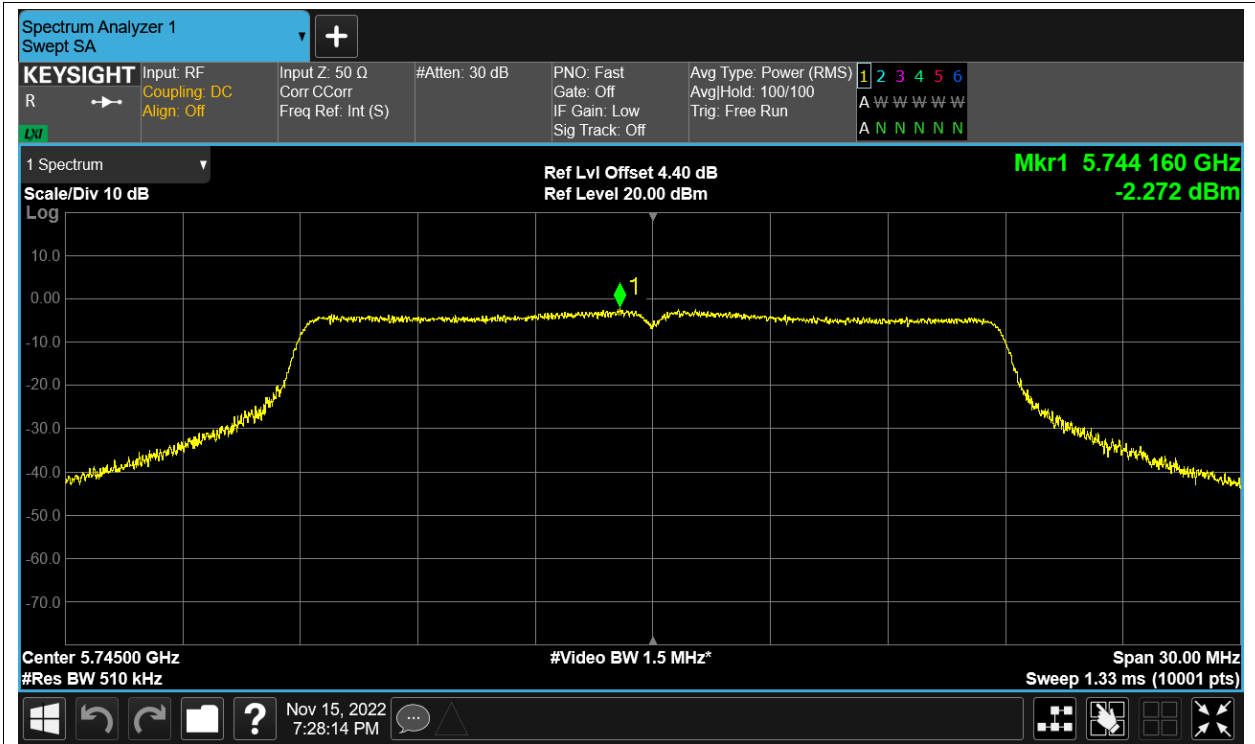 Spectrum Analyzer 1
Swept SA
KEYSIGHT
R
LXI
Input: RF
Coupling: DC
Align: Off
Input Z: 50 Ω
Corr CCorr
Freq Ref: Int (S)
#Atten: 30 dB
PNO: Fast
Gate: Off
IF Gain: Low
Sig Track: Off
Avg Type: Power (RMS)
Avg|Hold: 100/100
Trig: Free Run
1 2 3 4 5 6
A W W W W W
A N N N N N
1 Spectrum
Scale/Div 10 dB
Log
Ref Lvl Offset 4.40 dB
Ref Level 20.00 dBm
Mkr1 5.744 160 GHz
-2.272 dBm
10.0
0.00
-10.0
-20.0
-30.0
-40.0
-50.0
-60.0
-70.0
1
Center 5.74500 GHz
#Res BW 510 kHz
#Video BW 1.5 MHz*
Span 30.00 MHz
Sweep 1.33 ms (10001 pts)
?
Nov 15, 2022
7:28:14 PM